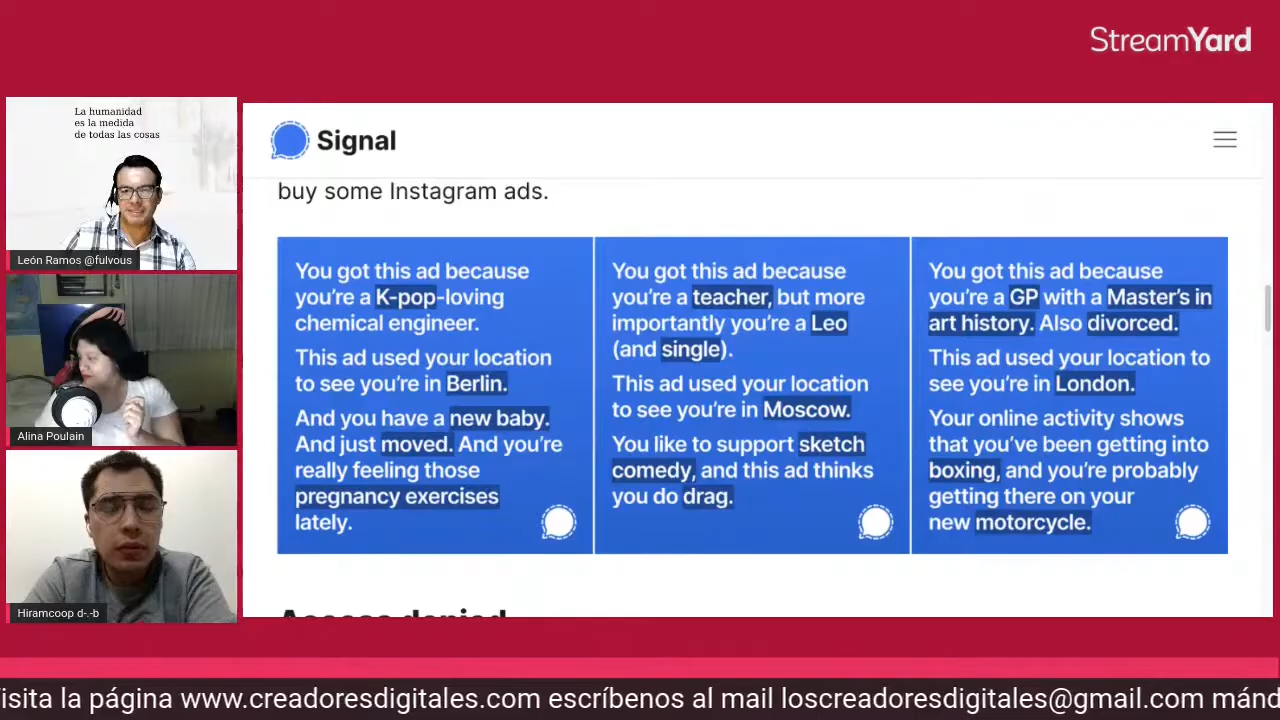 StreamYard
La humanidad
es la medida
de todas las cosas
León Ramos @fulvous
Alina Poulain
Hiramcoop d-.-b
Signal
buy some Instagram ads.
You got this ad because
you're a K-pop-loving
chemical engineer.
This ad used your location
to see you're in Berlin.
And you have a new baby.
And just moved. And you're
really feeling those
pregnancy exercises
lately.
You got this ad because
you're a teacher, but more
importantly you're a Leo
(and single).
This ad used your location
to see you're in Moscow.
You like to support sketch
comedy, and this ad thinks
you do drag.
You got this ad because
you're a GP with a Master's in
art history. Also divorced.
This ad used your location to
see you're in London.
Your online activity shows
that you've been getting into
boxing, and you're probably
getting there on your
new motorcycle.
Access denied
isita la página www.creadoresdigitales.com escríbenos al mail loscreadoresdigitales@gmail.com mánd